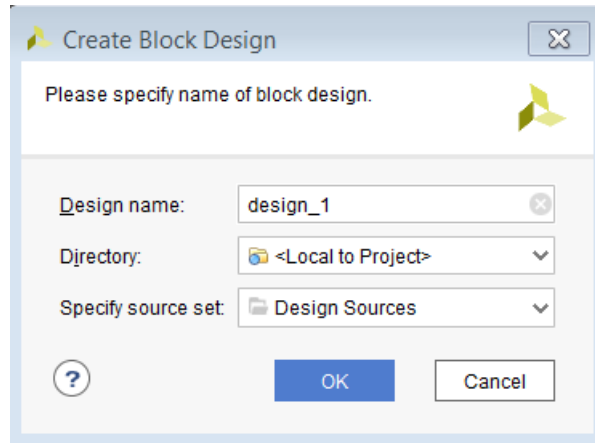 Create Block Design
Please specify name of block design.
Design name: design_1
Directory: <Local to Project>
Specify source set: Design Sources
? OK Cancel